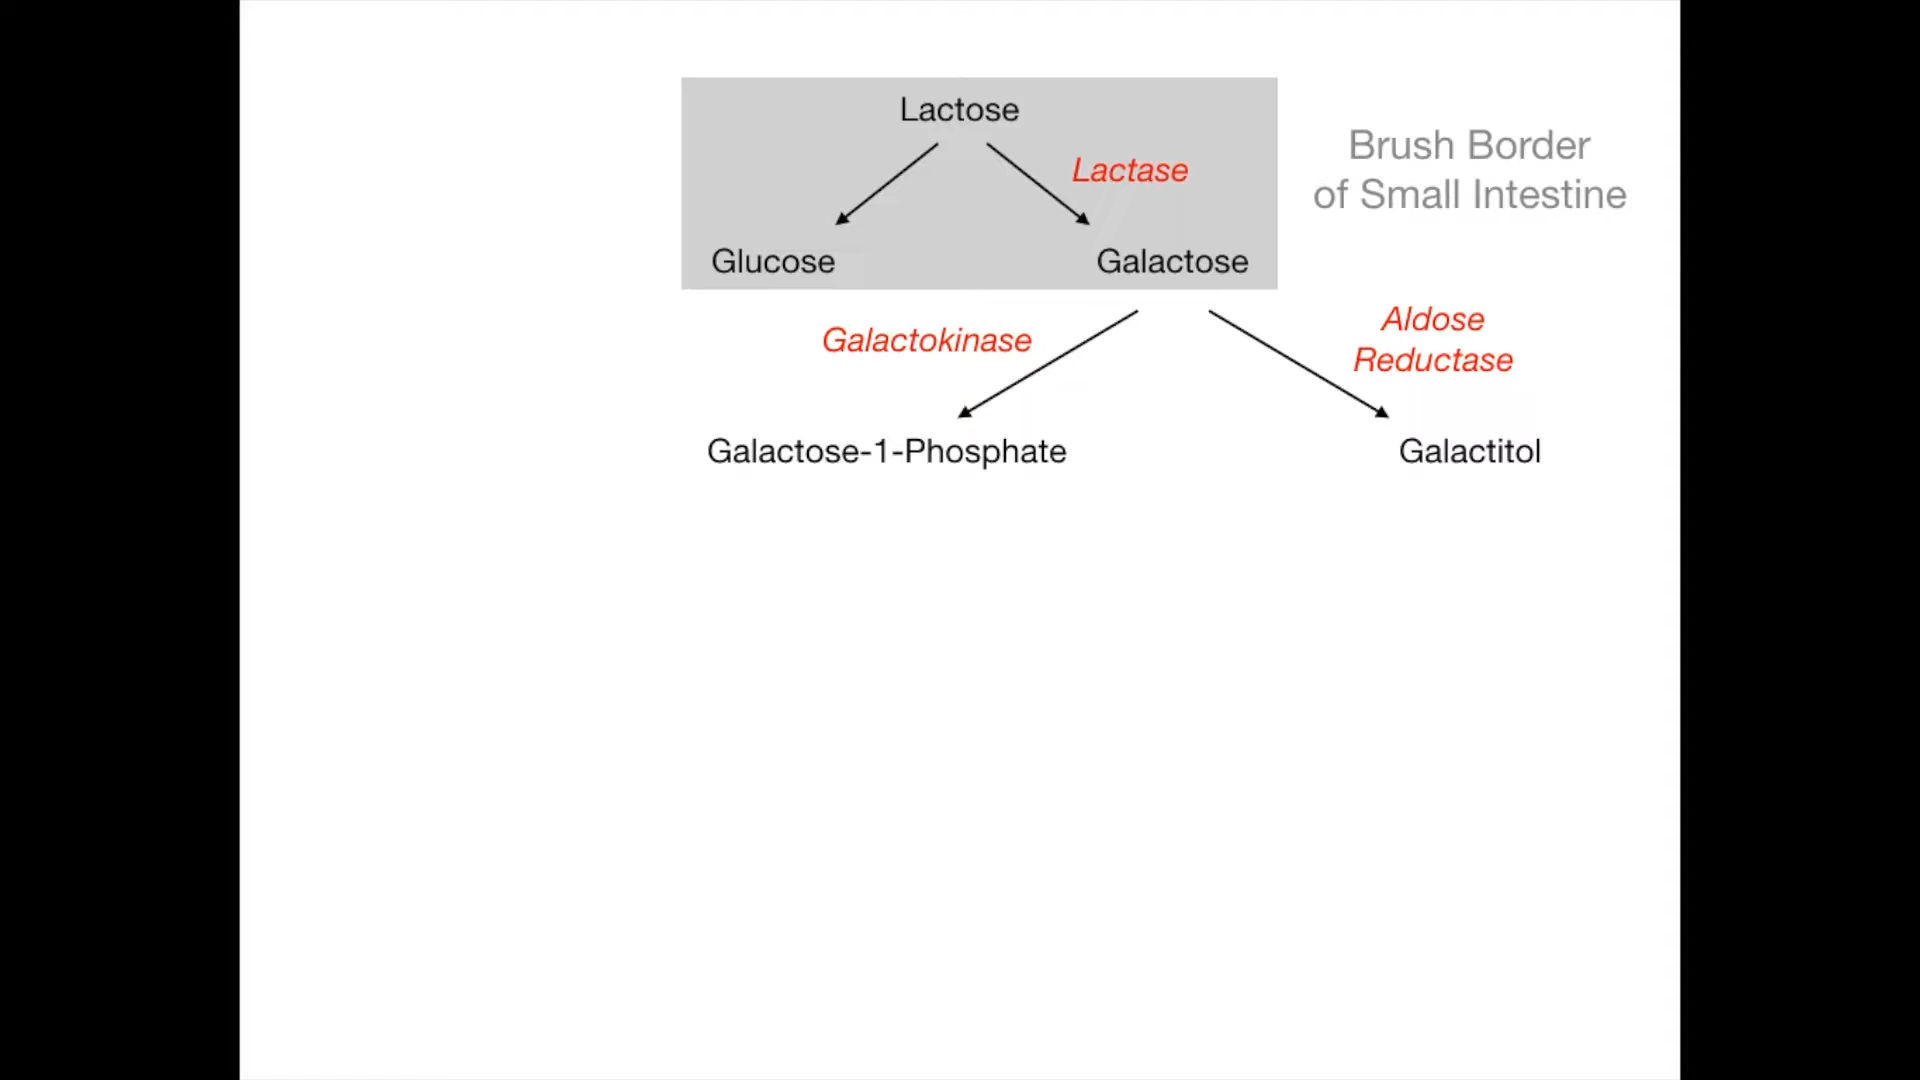 Lactose
Lactase
Brush Border
of Small Intestine
Glucose
Galactose
Galactokinase
Aldose
Reductase
Galactose-1-Phosphate
Galactitol